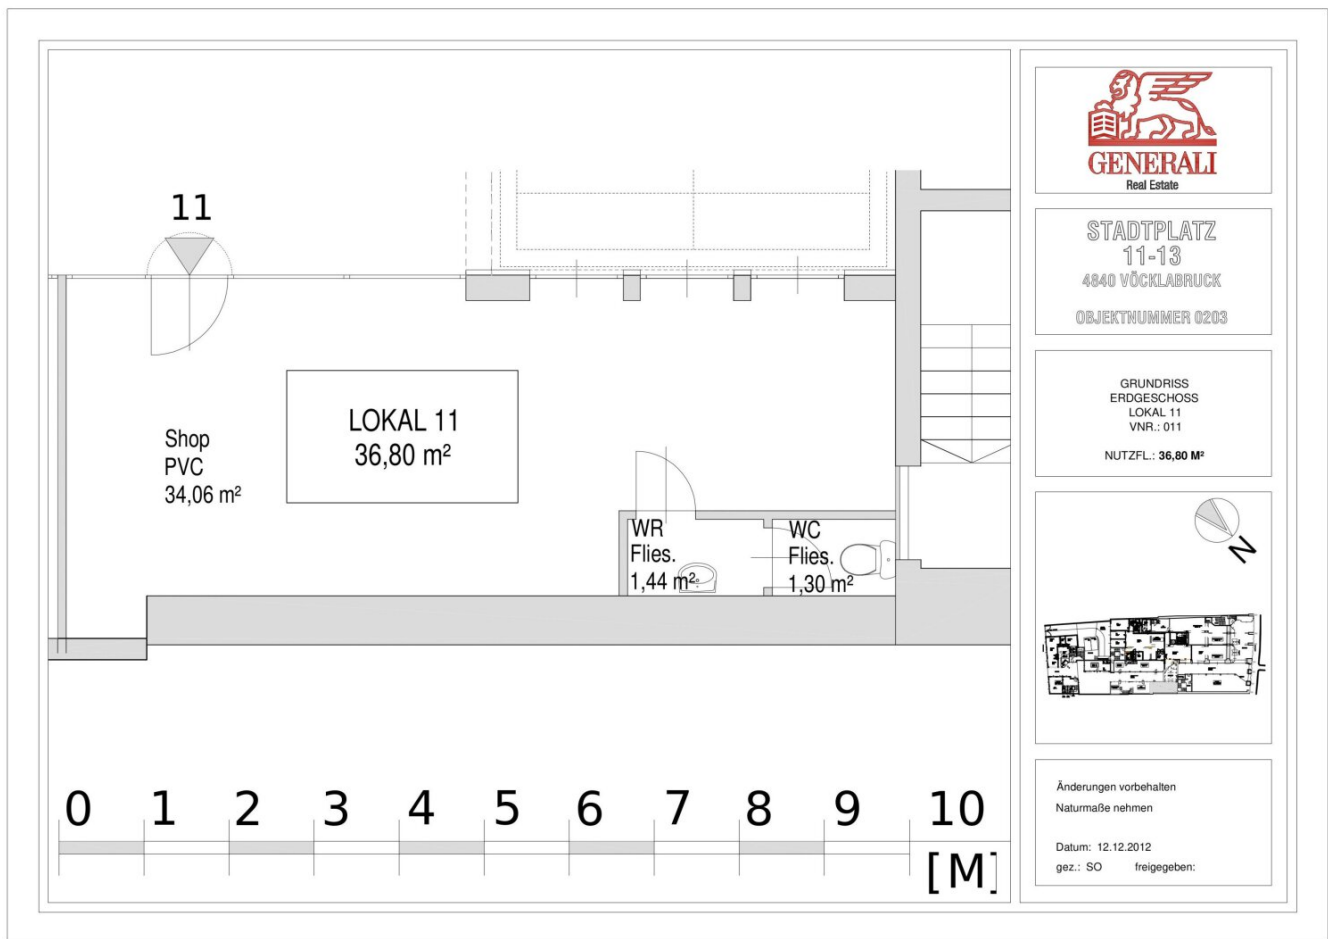 11
LOKAL 11
36,80 m²
Shop
PVC
34,06 m²
WR
Flies.
1,44 m²
WC
Flies.
1,30 m²
0 1 2 3 4 5 6 7 8 9 10
[M]
GENERALI
Real Estate
STADTPLATZ
11-13
4840 VÖCKLABRUCK
OBJEKTNUMMER 0203
GRUNDRISS
ERDGESCHOSS
LOKAL 11
VNR.: 011
NUTZFL.: 36,80 M²
N
Änderungen vorbehalten
Naturmaße nehmen
Datum: 12.12.2012
gez.: SO freigegeben: